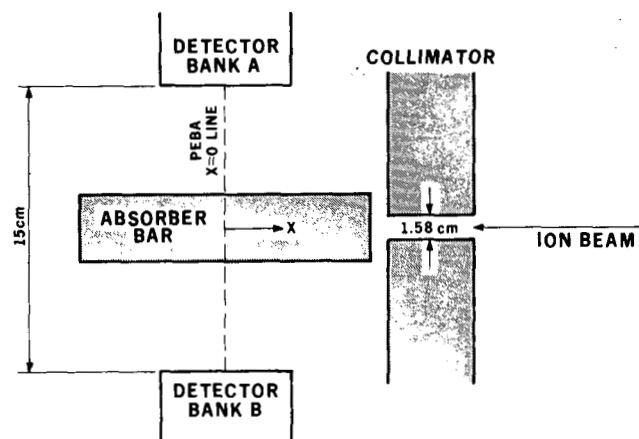 DETECTOR
BANK A
COLLIMATOR
PEBA
X=0 LINE
15cm
ABSORBER
BAR
X
1.58 cm
ION BEAM
DETECTOR
BANK B